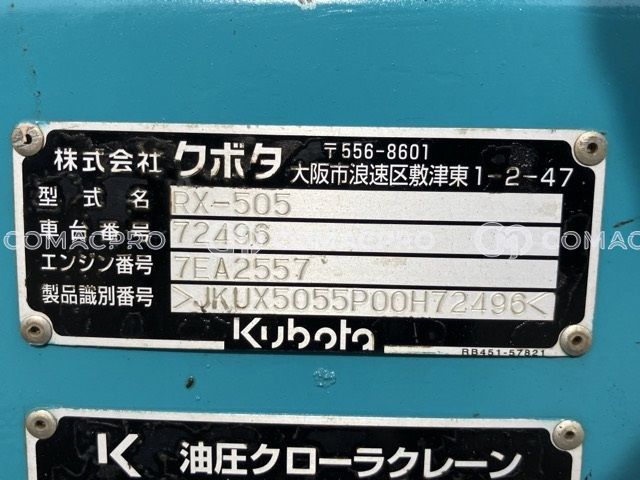 株式会社 クボタ 〒556-8601
大阪市浪速区敷津東1-2-47
型式名 RX-505
車台番号 72496
エンジン番号 7EA2557
製品識別番号 >JKUX5055P00H72496<
Kubota
RB451-57821
K 油圧クローラクレーン
COMACPRO COMACPRO COMACPRO